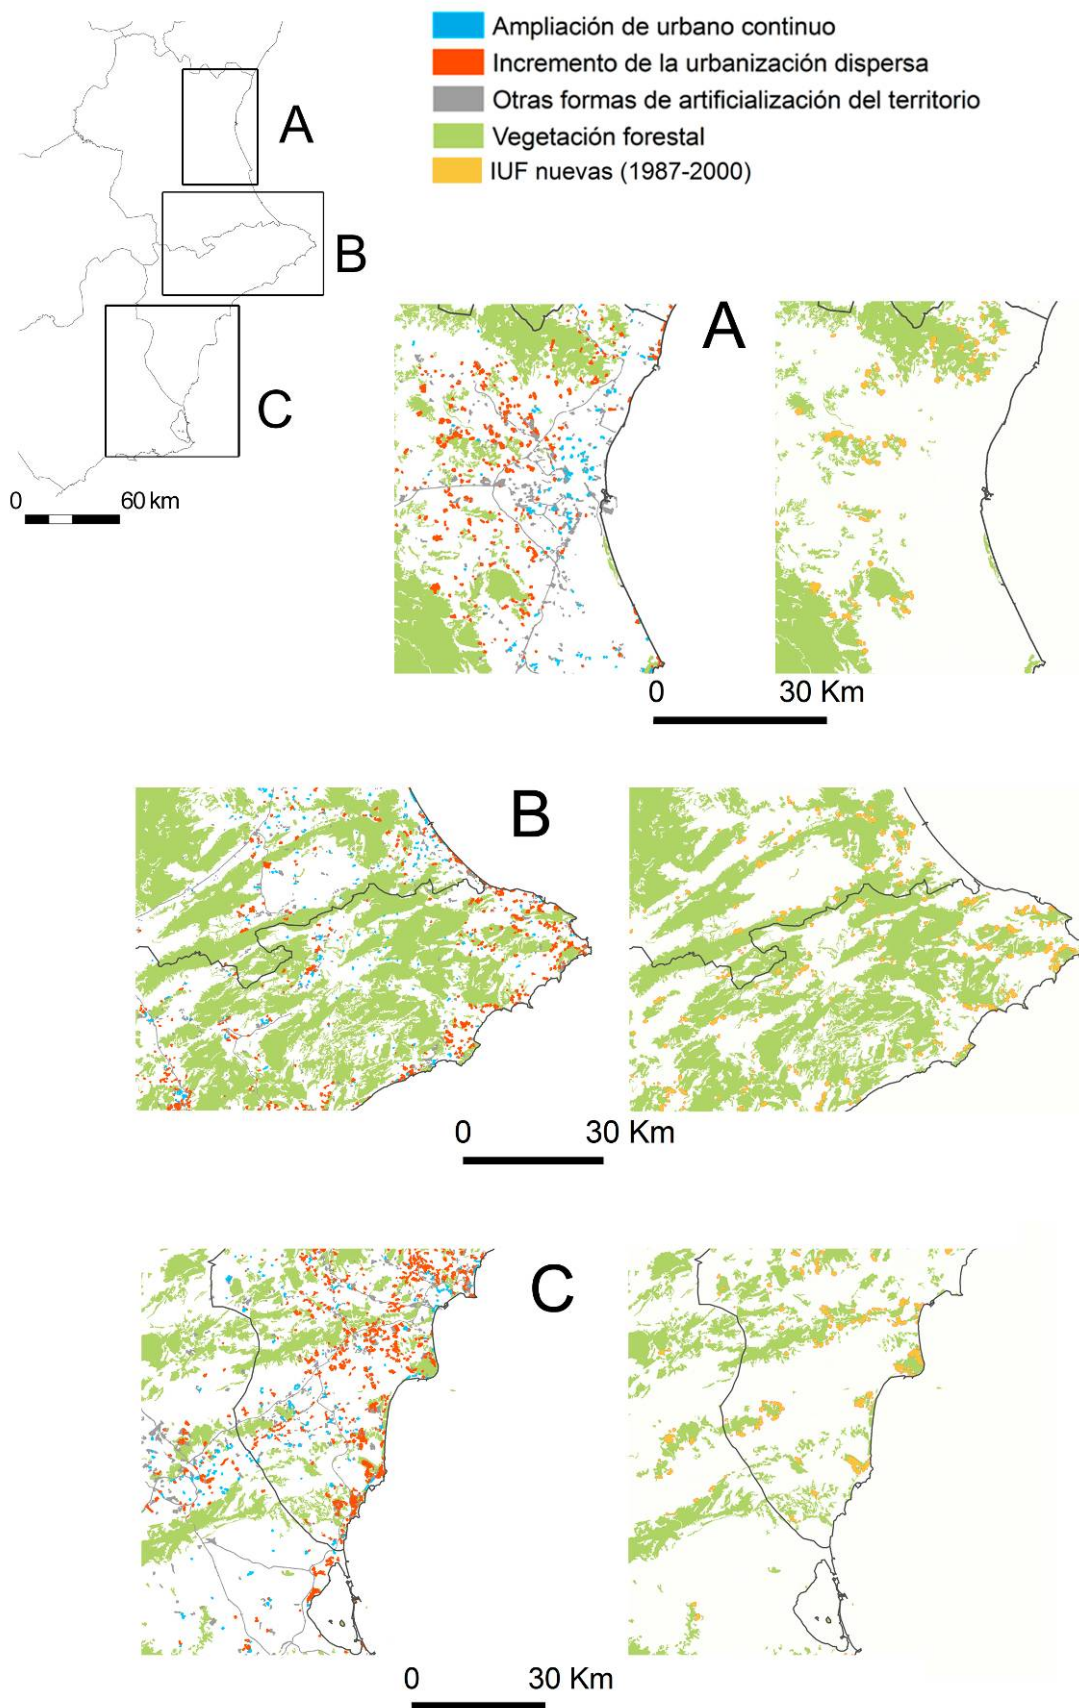 Ampliación de urbano continuo
Incremento de la urbanización dispersa
Otras formas de artificialización del territorio
Vegetación forestal
IUF nuevas (1987-2000)
A
B
C
0 60 km
A
0 30 Km
B
0 30 Km
C
0 30 Km